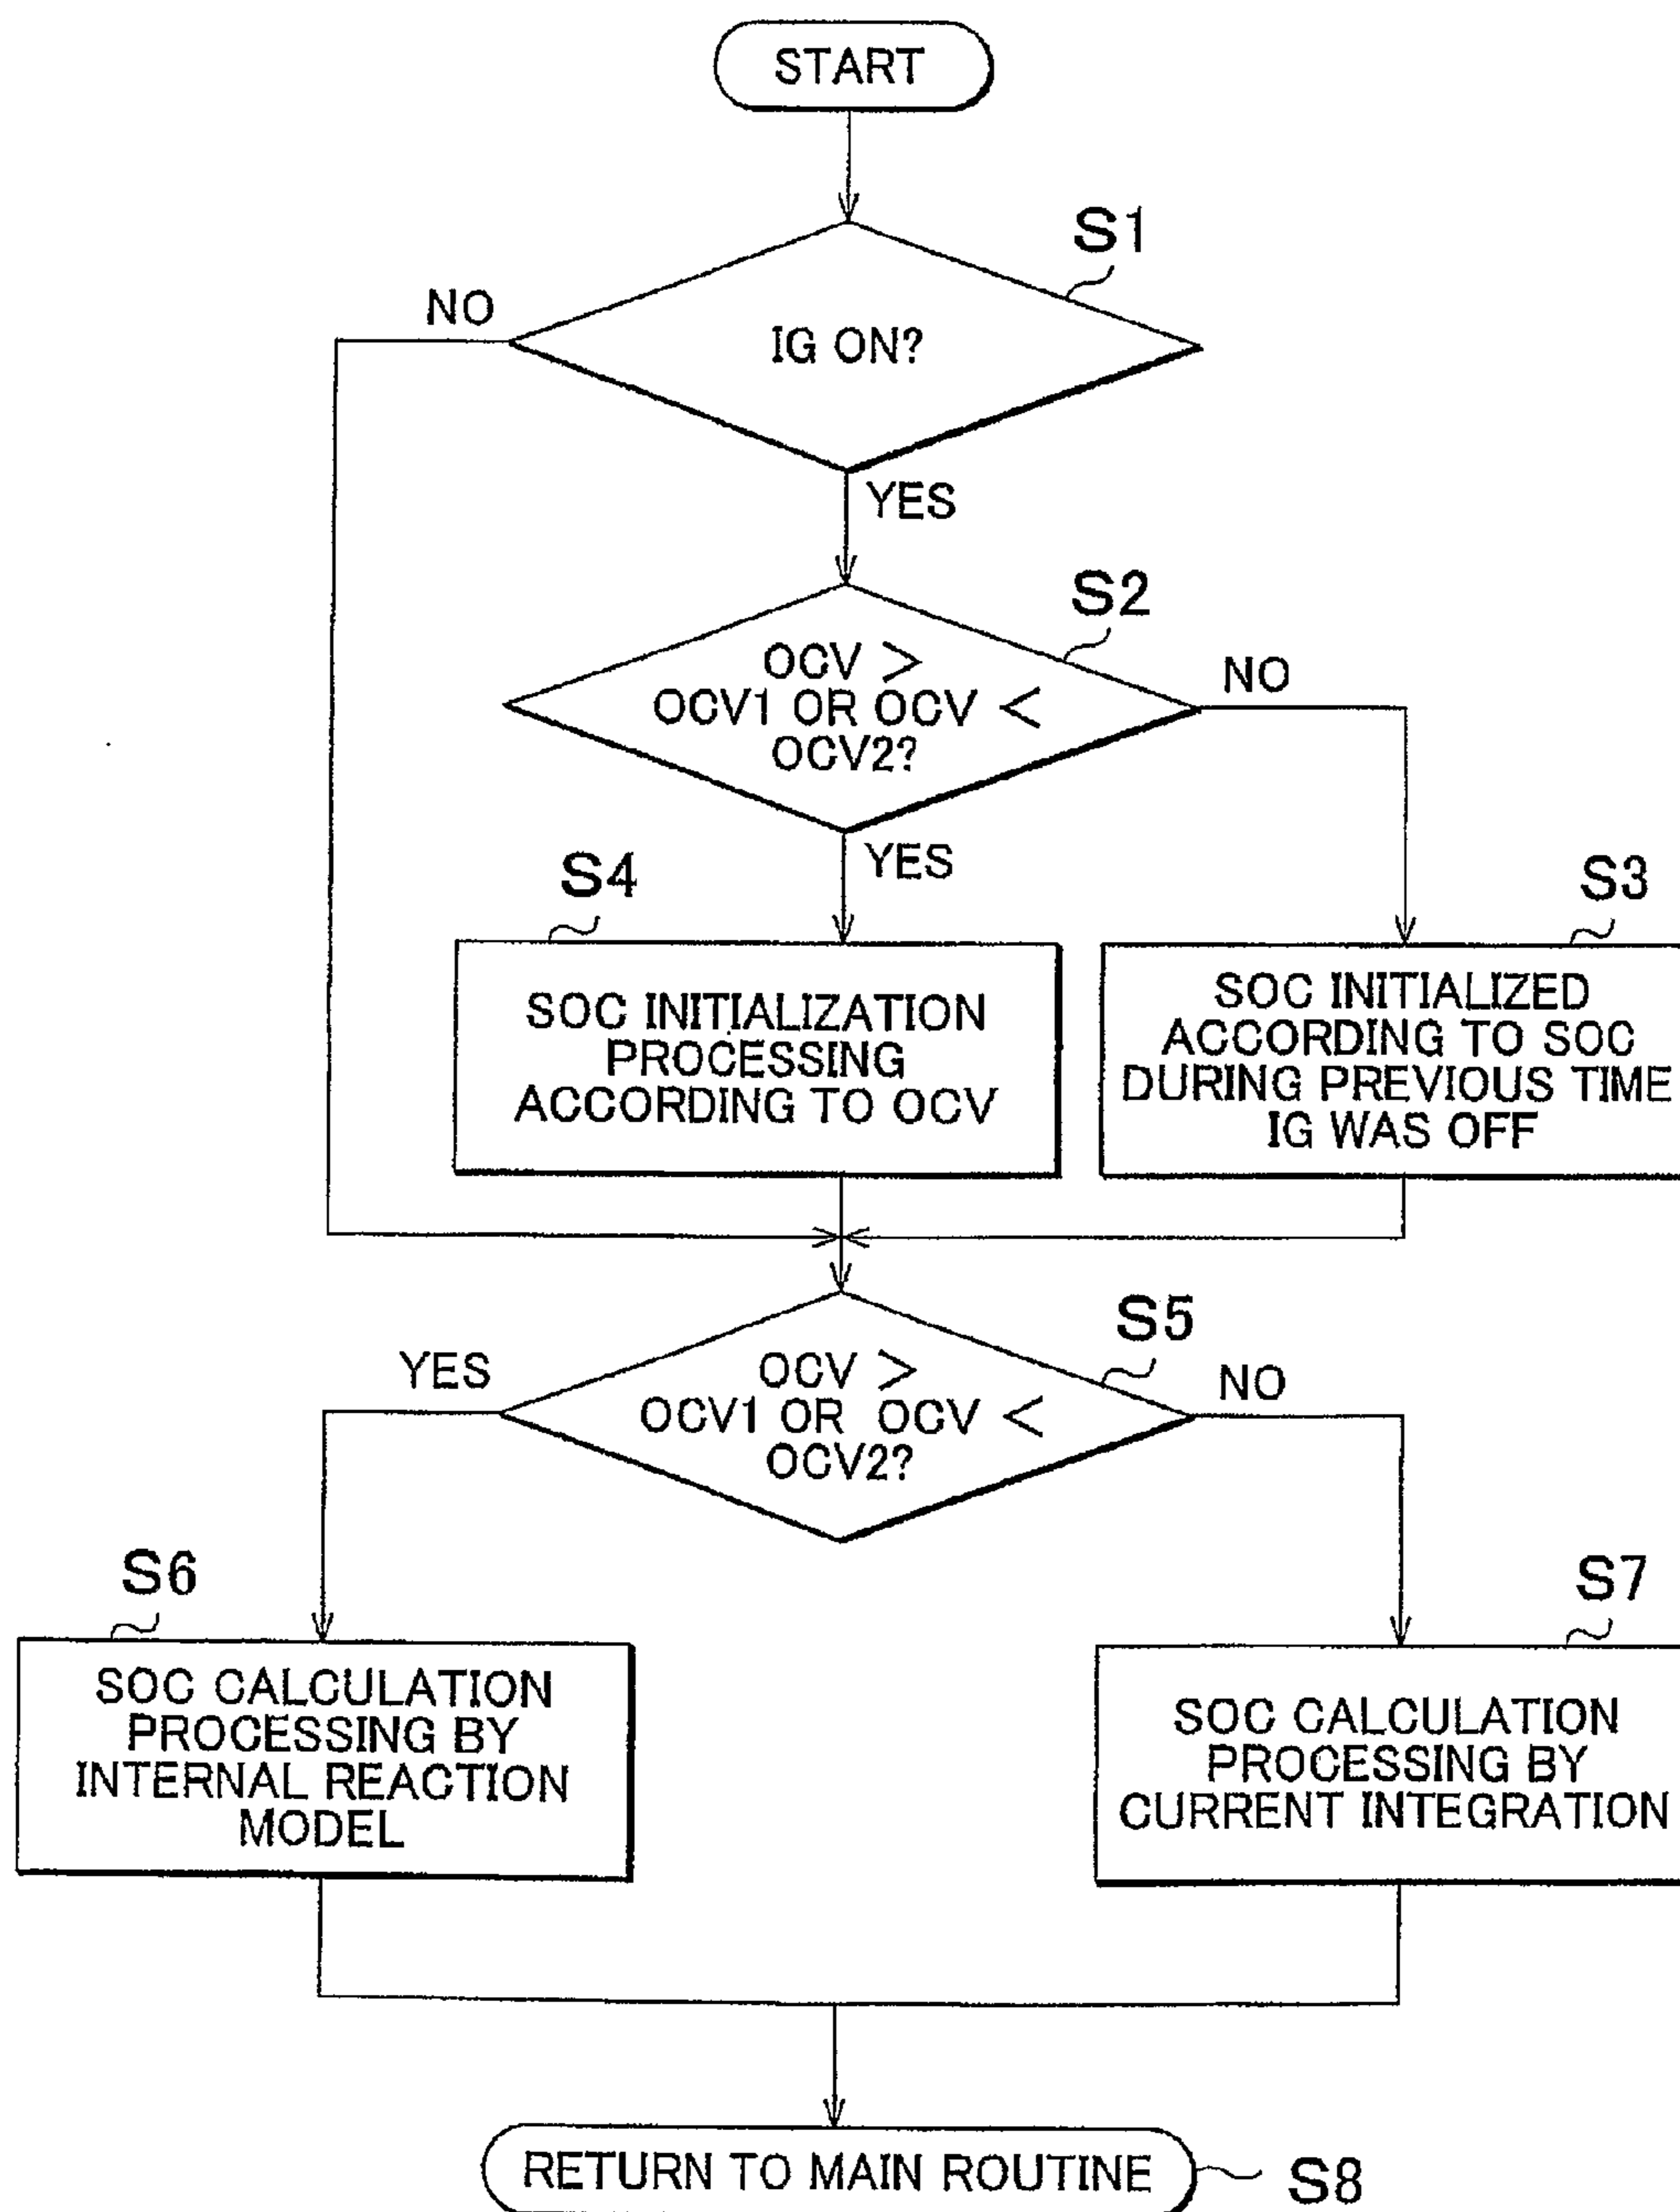 START
S1
NO
IG ON?
YES
S2
OCV >
NO
OCV1 OR OCV <
OCV2?
YES
S4
S3
SOC INITIALIZATION
PROCESSING
ACCORDING TO OCV
SOC INITIALIZED
ACCORDING TO SOC
DURING PREVIOUS TIME
IG WAS OFF
S5
YES
OCV >
NO
OCV1 OR OCV <
OCV2?
S6
S7
SOC CALCULATION
PROCESSING BY
INTERNAL REACTION
MODEL
SOC CALCULATION
PROCESSING BY
CURRENT INTEGRATION
RETURN TO MAIN ROUTINE
S8